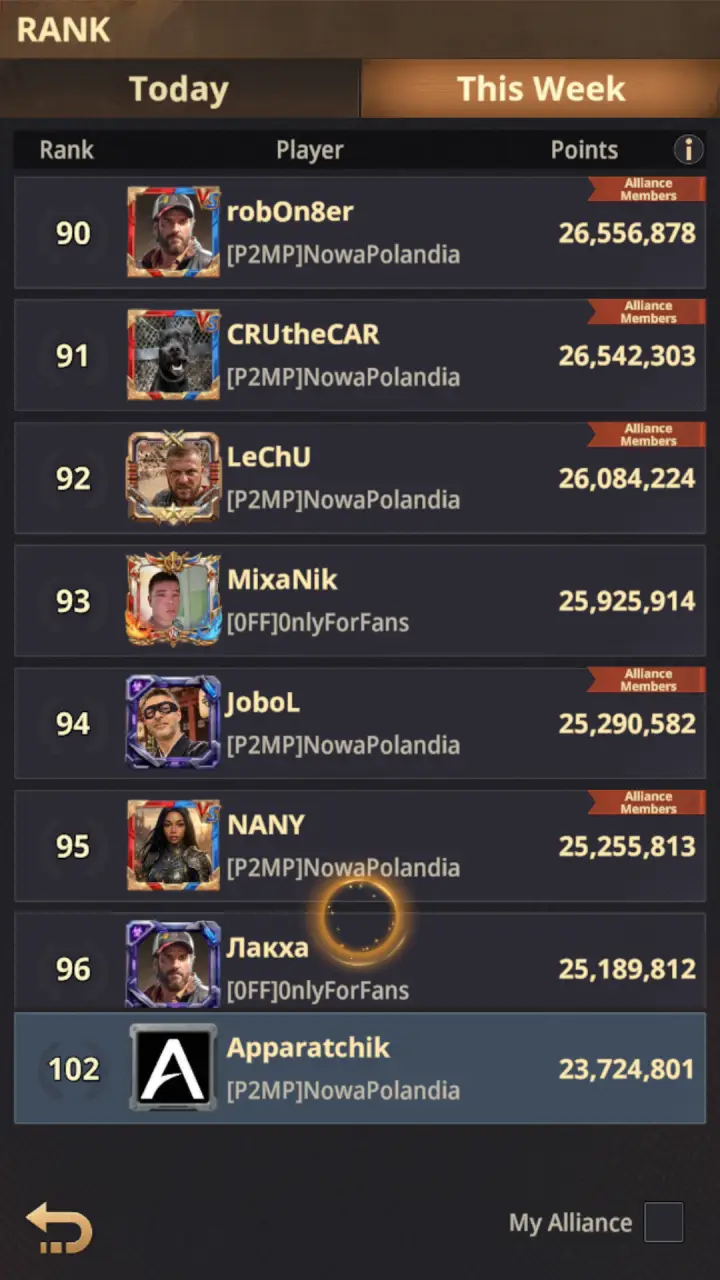 RANK
Today This Week
Rank Player Points
Alliance Members
90 robOn8er 26,556,878
[P2MP]NowaPolandia
Alliance Members
91 CRUtheCAR 26,542,303
[P2MP]NowaPolandia
Alliance Members
92 LeChU 26,084,224
[P2MP]NowaPolandia
93 MixaNik 25,925,914
[0FF]0nlyForFans
Alliance Members
94 JoboL 25,290,582
[P2MP]NowaPolandia
Alliance Members
95 NANY 25,255,813
[P2MP]NowaPolandia
96 Лакха 25,189,812
[0FF]0nlyForFans
102 Apparatchik 23,724,801
[P2MP]NowaPolandia
My Alliance